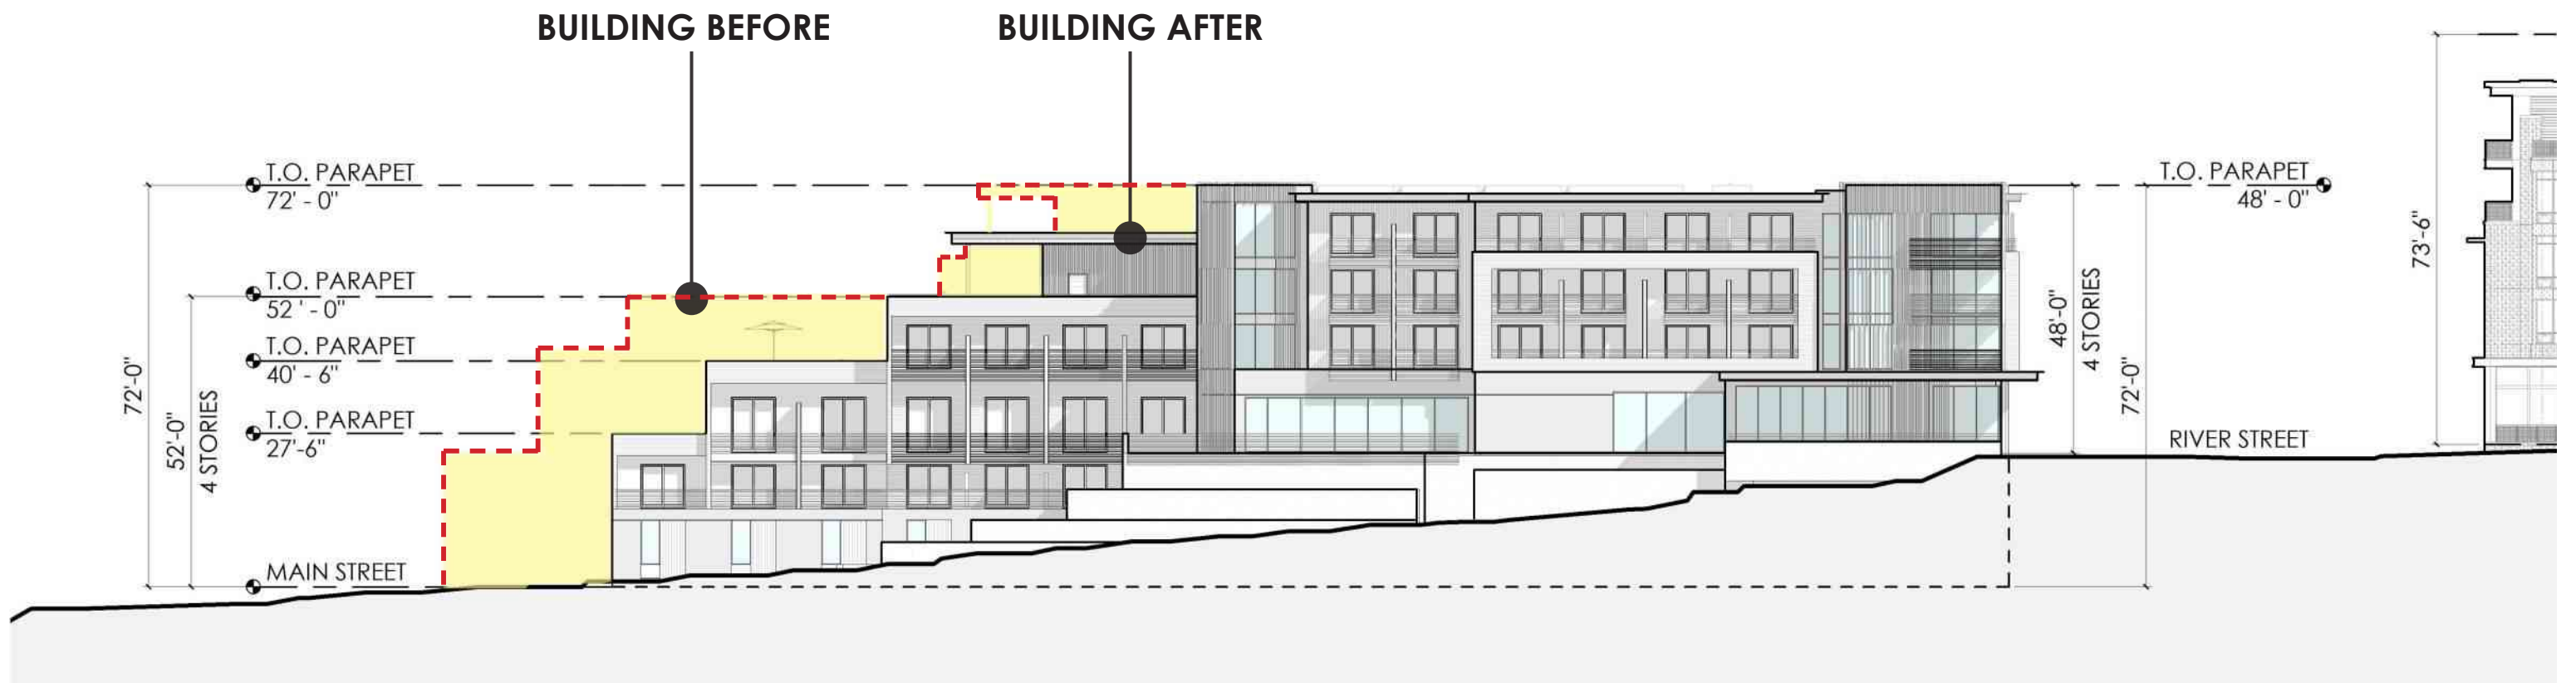 BUILDING BEFORE
BUILDING AFTER
T.O. PARAPET
72' - 0"
T.O. PARAPET
52 ' - 0"
T.O. PARAPET
40' - 6"
T.O. PARAPET
27'-6"
MAIN STREET
72'-0"
52'-0"
4 STORIES
T.O. PARAPET
48' - 0"
48'-0"
4 STORIES
72'-0"
RIVER STREET
73'-6"